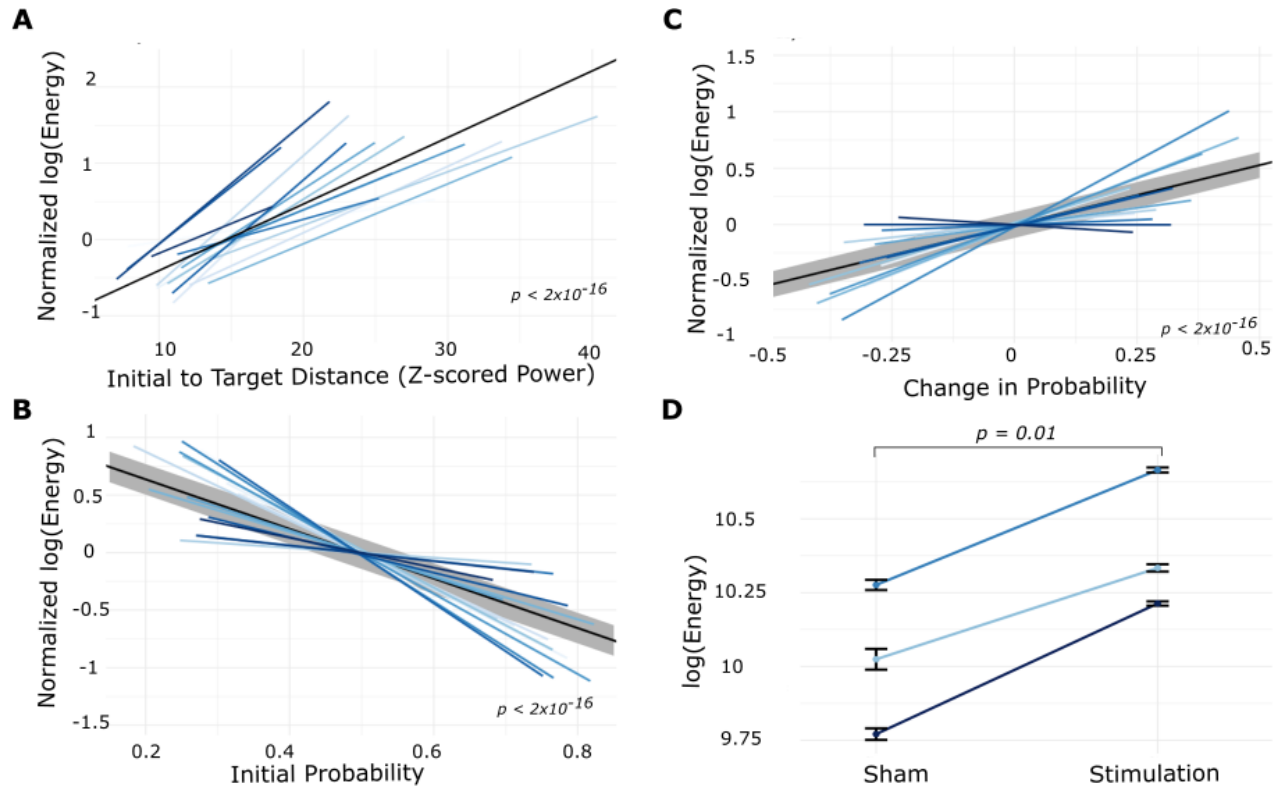 A
Normalized log(Energy)
2
1
0
-1
p < 2x10^-16
10 20 30 40
Initial to Target Distance (Z-scored Power)
B
Normalized log(Energy)
1
0.5
0
-0.5
-1
-1.5
p < 2x10^-16
0.2 0.4 0.6 0.8
Initial Probability
C
Normalized log(Energy)
1.5
1
0.5
0
-0.5
-1
p < 2x10^-16
-0.5 -0.25 0 0.25 0.5
Change in Probability
D
p = 0.01
log(Energy)
10.5
10.25
10
9.75
Sham Stimulation